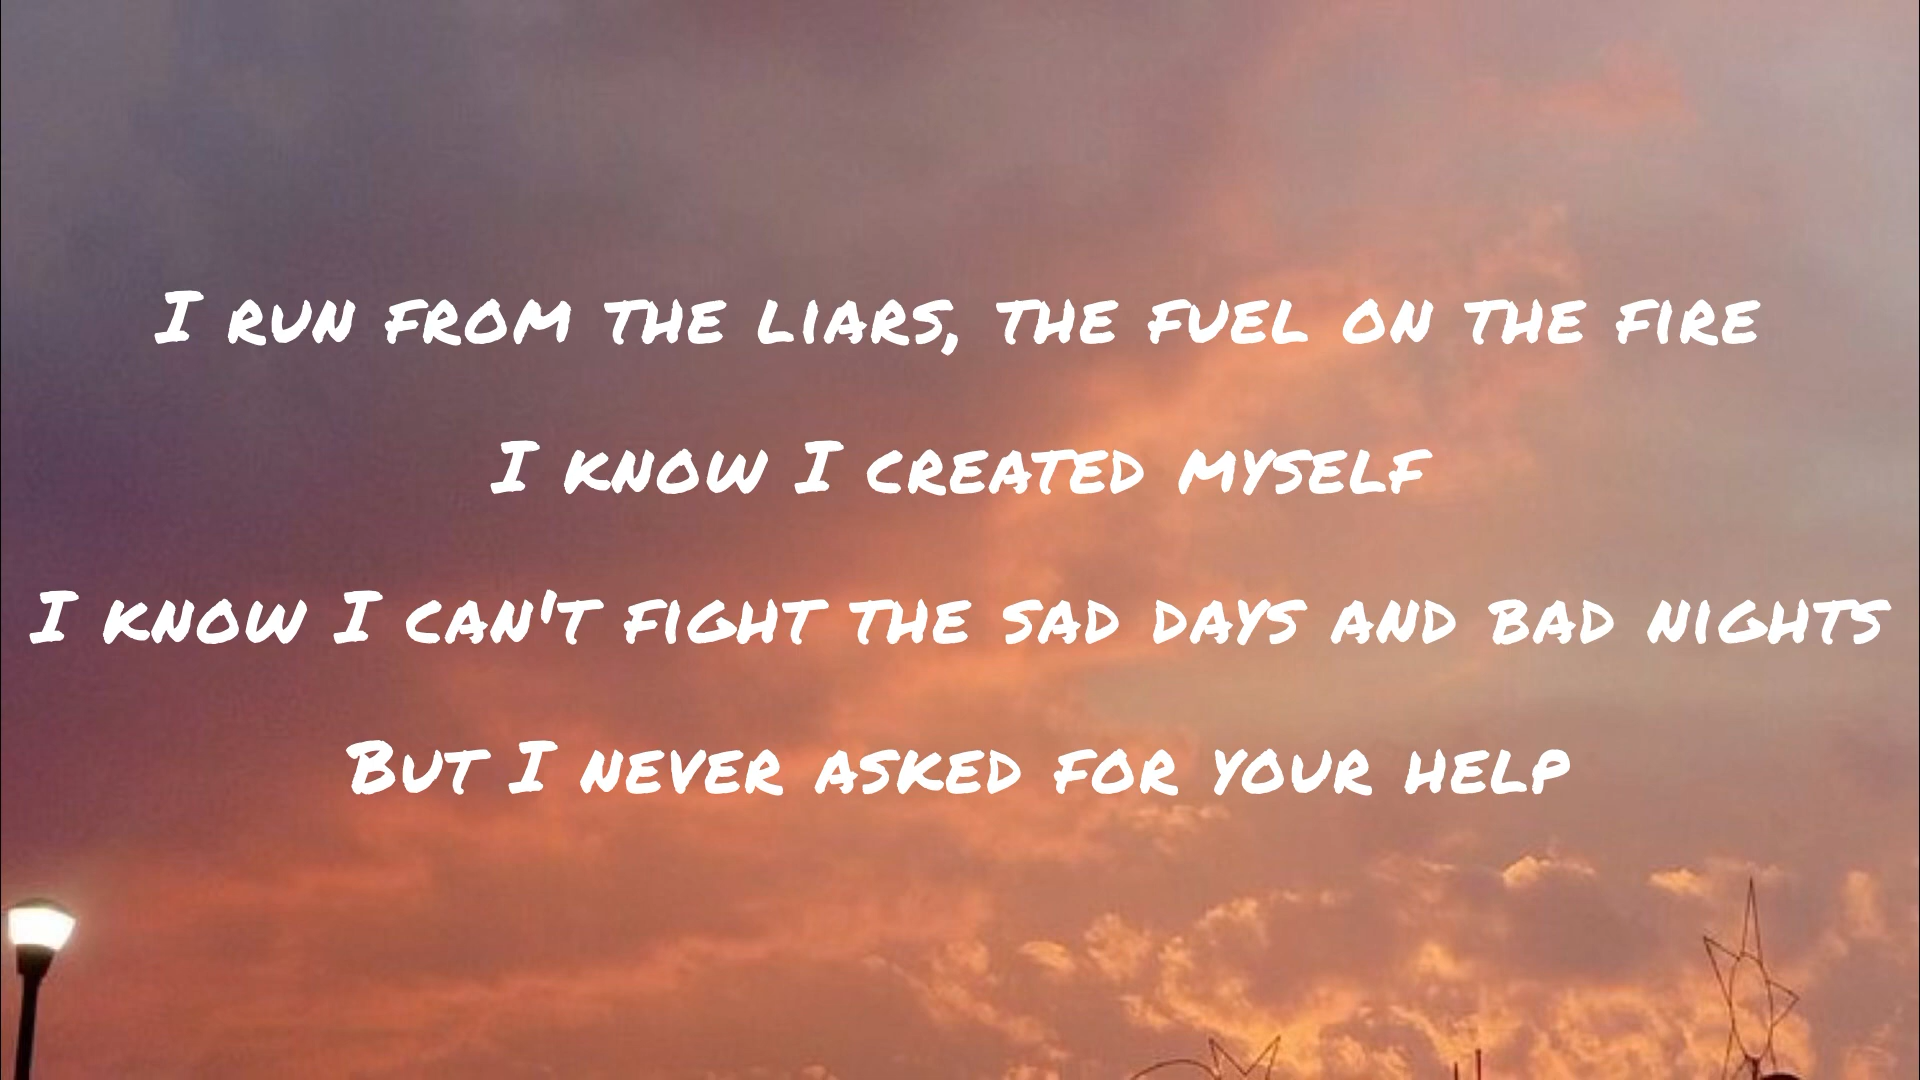 I run from the liars, the fuel on the fire
I know I created myself
I know I can't fight the sad days and bad nights
But I never asked for your help